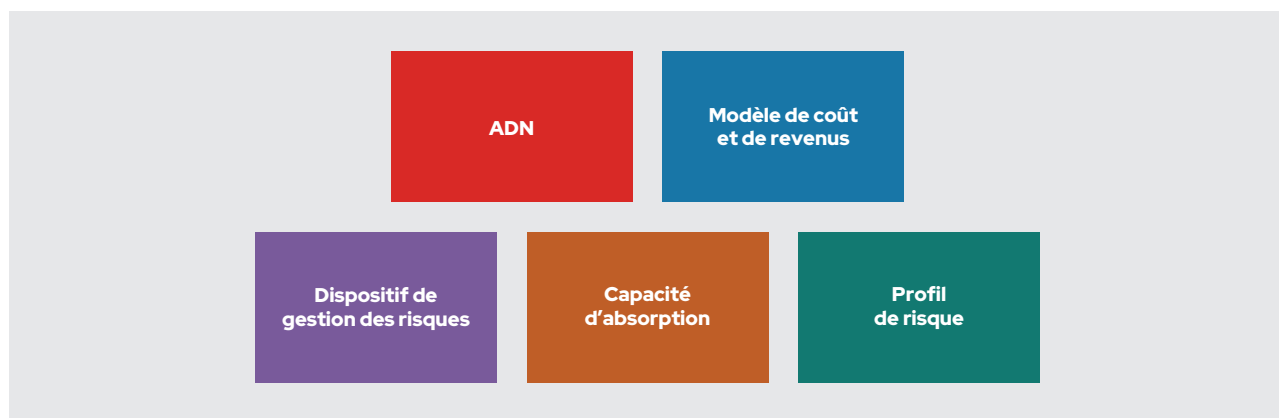 ADN
Modèle de coût
et de revenus
Dispositif de
gestion des risques
Capacité
d’absorption
Profil
de risque